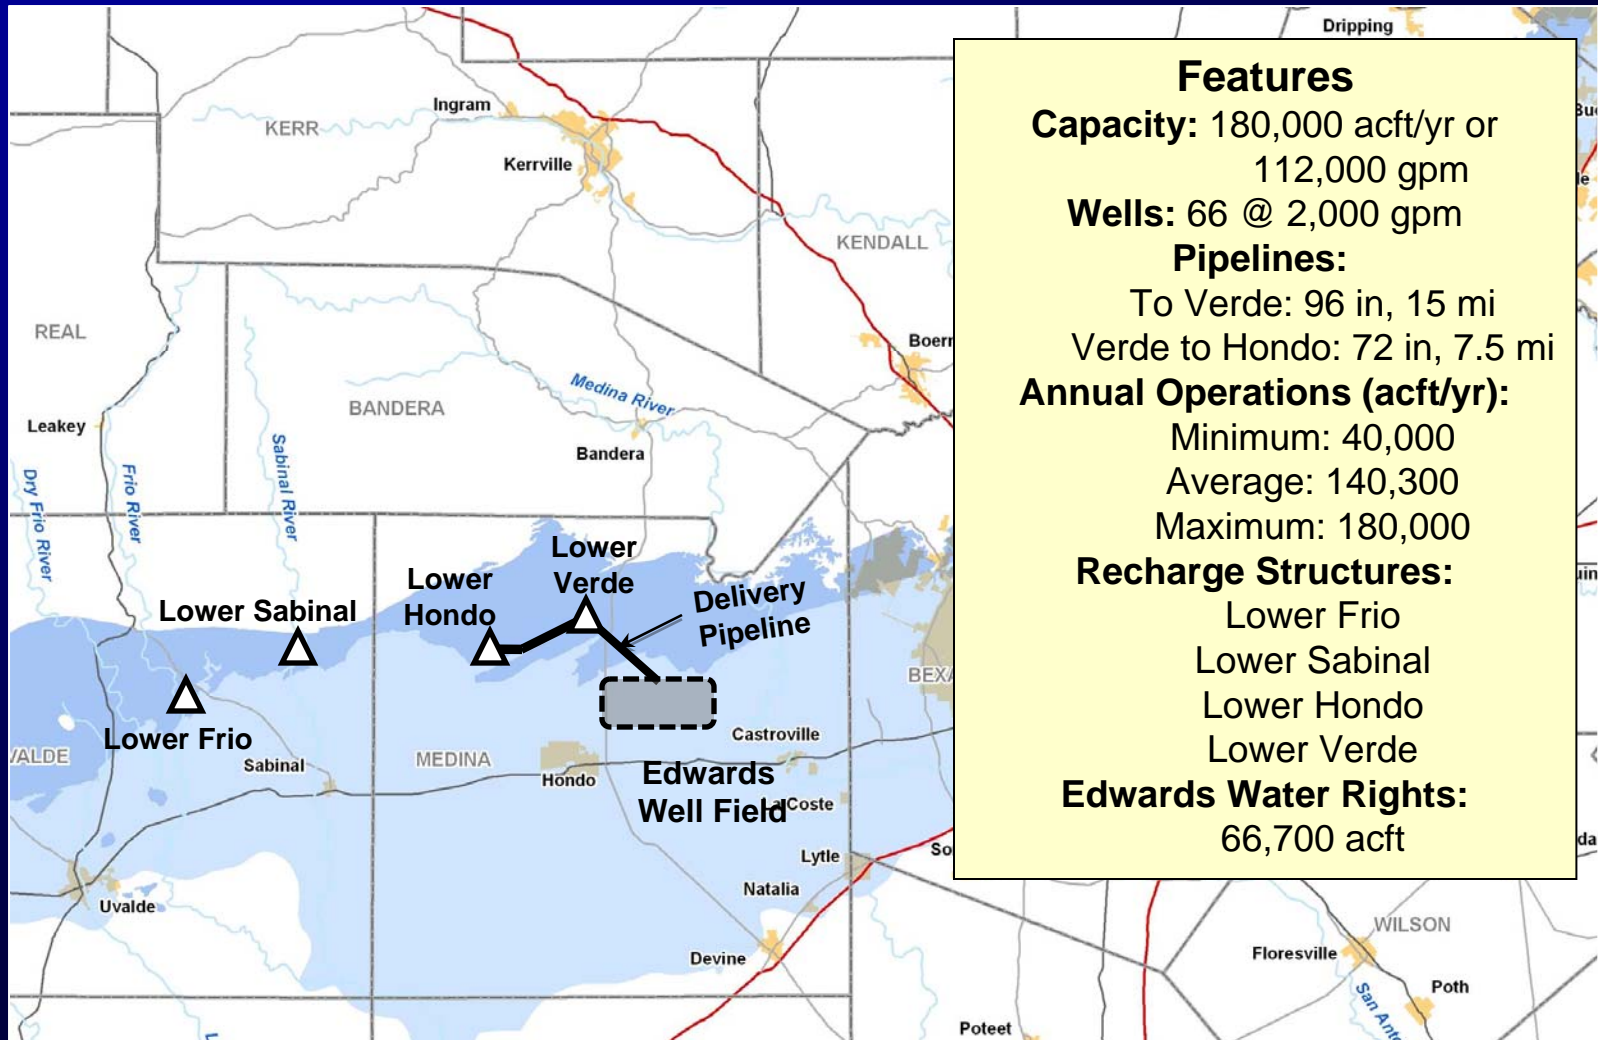 Dripping
Ingram
KERR
Kerrville
KENDALL
REAL
Medina River
BANDERA
Leakey
Bandera
Dry Frio River
Frio River
Sabinal River
Lower
Verde
Lower
Hondo
Delivery
Pipeline
Lower Sabinal
Lower Frio
Sabinal
MEDINA
Hondo
Castroville
Edwards
Well Field
Coste
Lytle
Natalia
Uvalde
Devine
Features
Capacity: 180,000 acft/yr or
112,000 gpm
Wells: 66 @ 2,000 gpm
Pipelines:
To Verde: 96 in, 15 mi
Verde to Hondo: 72 in, 7.5 mi
Annual Operations (acft/yr):
Minimum: 40,000
Average: 140,300
Maximum: 180,000
Recharge Structures:
Lower Frio
Lower Sabinal
Lower Hondo
Lower Verde
Edwards Water Rights:
66,700 acft
WILSON
Floresville
Poth
Poteet